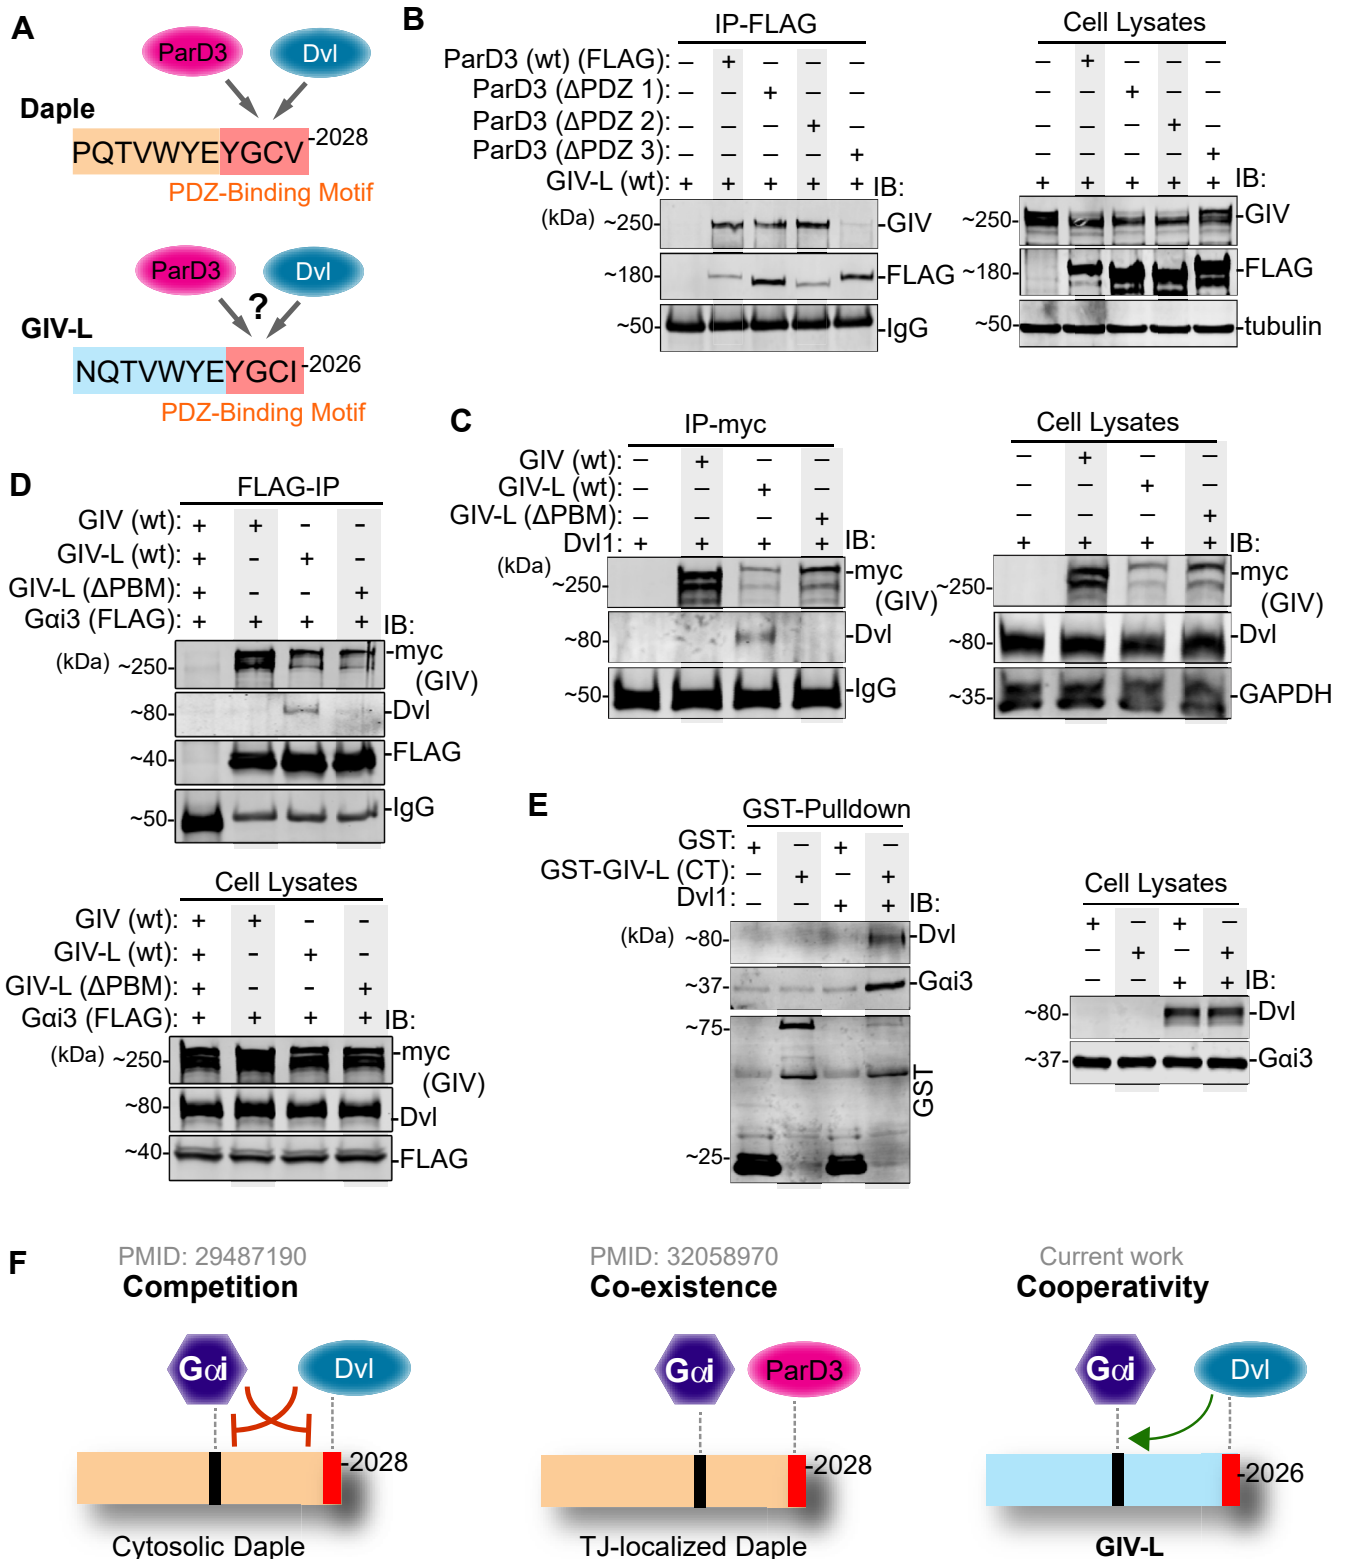 A
ParD3
Dvl
Daple
PQTVWYEYGCV
-2028
PDZ-Binding Motif
ParD3
Dvl
?
GIV-L
NQTVWYEYGCI
-2026
PDZ-Binding Motif
B
IP-FLAG
Cell Lysates
ParD3 (wt) (FLAG): – + – – – – + – – –
ParD3 (ΔPDZ 1): – – + – – – – + – –
ParD3 (ΔPDZ 2): – – – + – – – – + –
ParD3 (ΔPDZ 3): – – – – + – – – – +
GIV-L (wt): + + + + + IB: + + + + + IB:
(kDa) ~250- -GIV ~250- -GIV
~180- -FLAG ~180- -FLAG
~50- -IgG ~50- -tubulin
C
IP-myc
Cell Lysates
GIV (wt): – + – – – + – –
GIV-L (wt): – – + – – – + –
GIV-L (ΔPBM): – – – + – – – +
Dvl1: + + + + IB: + + + + IB:
(kDa)
~250- -myc ~250- -myc
(GIV) (GIV)
~80- -Dvl ~80- -Dvl
~50- -IgG ~35- -GAPDH
D
FLAG-IP
GIV (wt): + + - -
GIV-L (wt): + - + -
GIV-L (ΔPBM): + - - +
Gαi3 (FLAG): + + + + IB:
(kDa) ~250- -myc
(GIV)
~80- -Dvl
~40- -FLAG
~50- -IgG
Cell Lysates
GIV (wt): + + - -
GIV-L (wt): + - + -
GIV-L (ΔPBM): + - - +
Gαi3 (FLAG): + + + + IB:
(kDa) ~250- -myc
(GIV)
~80- -Dvl
~40- -FLAG
E
GST-Pulldown
GST: + – + –
GST-GIV-L (CT): – + – +
Dvl1: – – + + IB:
(kDa) ~80- -Dvl
~37- -Gαi3
~75-
GST
~25-
Cell Lysates
+ – + –
– + – +
– – + + IB:
~80- -Dvl
~37- -Gαi3
F
PMID: 29487190
Competition
Gαi
Dvl
-2028
Cytosolic Daple
PMID: 32058970
Co-existence
Gαi
ParD3
-2028
TJ-localized Daple
Current work
Cooperativity
Gαi
Dvl
-2026
GIV-L